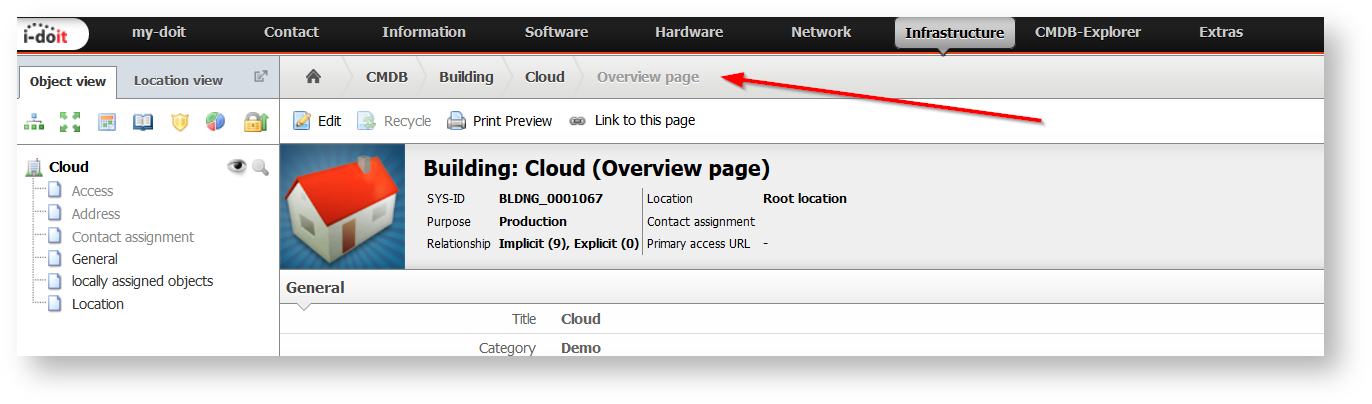 i-doit my-doit Contact Information Software Hardware Network Infrastructure CMDB-Explorer Extras
Object view Location view
CMDB Building Cloud Overview page
Edit Recycle Print Preview Link to this page
Cloud
Access
Address
Contact assignment
General
locally assigned objects
Location
Building: Cloud (Overview page)
SYS-ID BLDNG_0001067 Location Root location
Purpose Production Contact assignment
Relationship Implicit (9), Explicit (0) Primary access URL -
General
Title Cloud
Category Demo